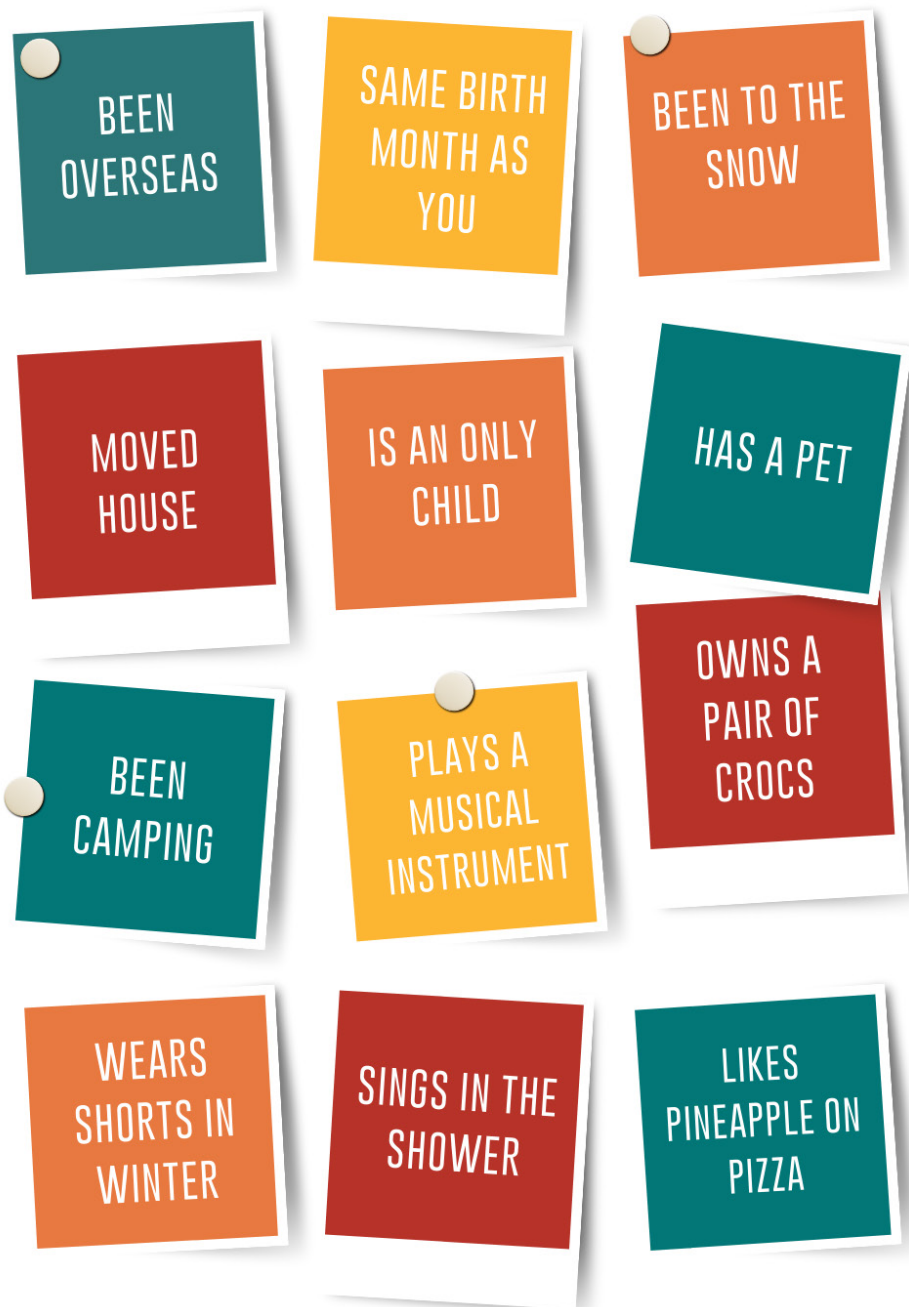 BEEN
OVERSEAS
SAME BIRTH
MONTH AS
YOU
BEEN TO THE
SNOW
MOVED
HOUSE
IS AN ONLY
CHILD
HAS A PET
BEEN
CAMPING
PLAYS A
MUSICAL
INSTRUMENT
OWNS A
PAIR OF
CROCS
WEARS
SHORTS IN
WINTER
SINGS IN THE
SHOWER
LIKES
PINEAPPLE ON
PIZZA